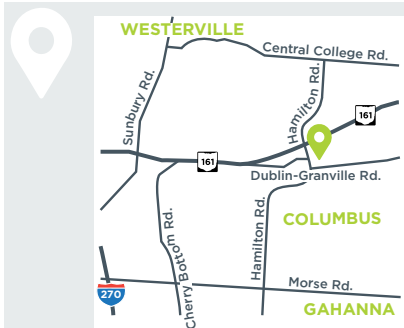 WESTERVILLE
Central College Rd.
Sunbury Rd.
Hamilton Rd.
161
161
Dublin-Granville Rd.
Cherry Bottom Rd.
Hamilton Rd.
COLUMBUS
Morse Rd.
270
GAHANNA